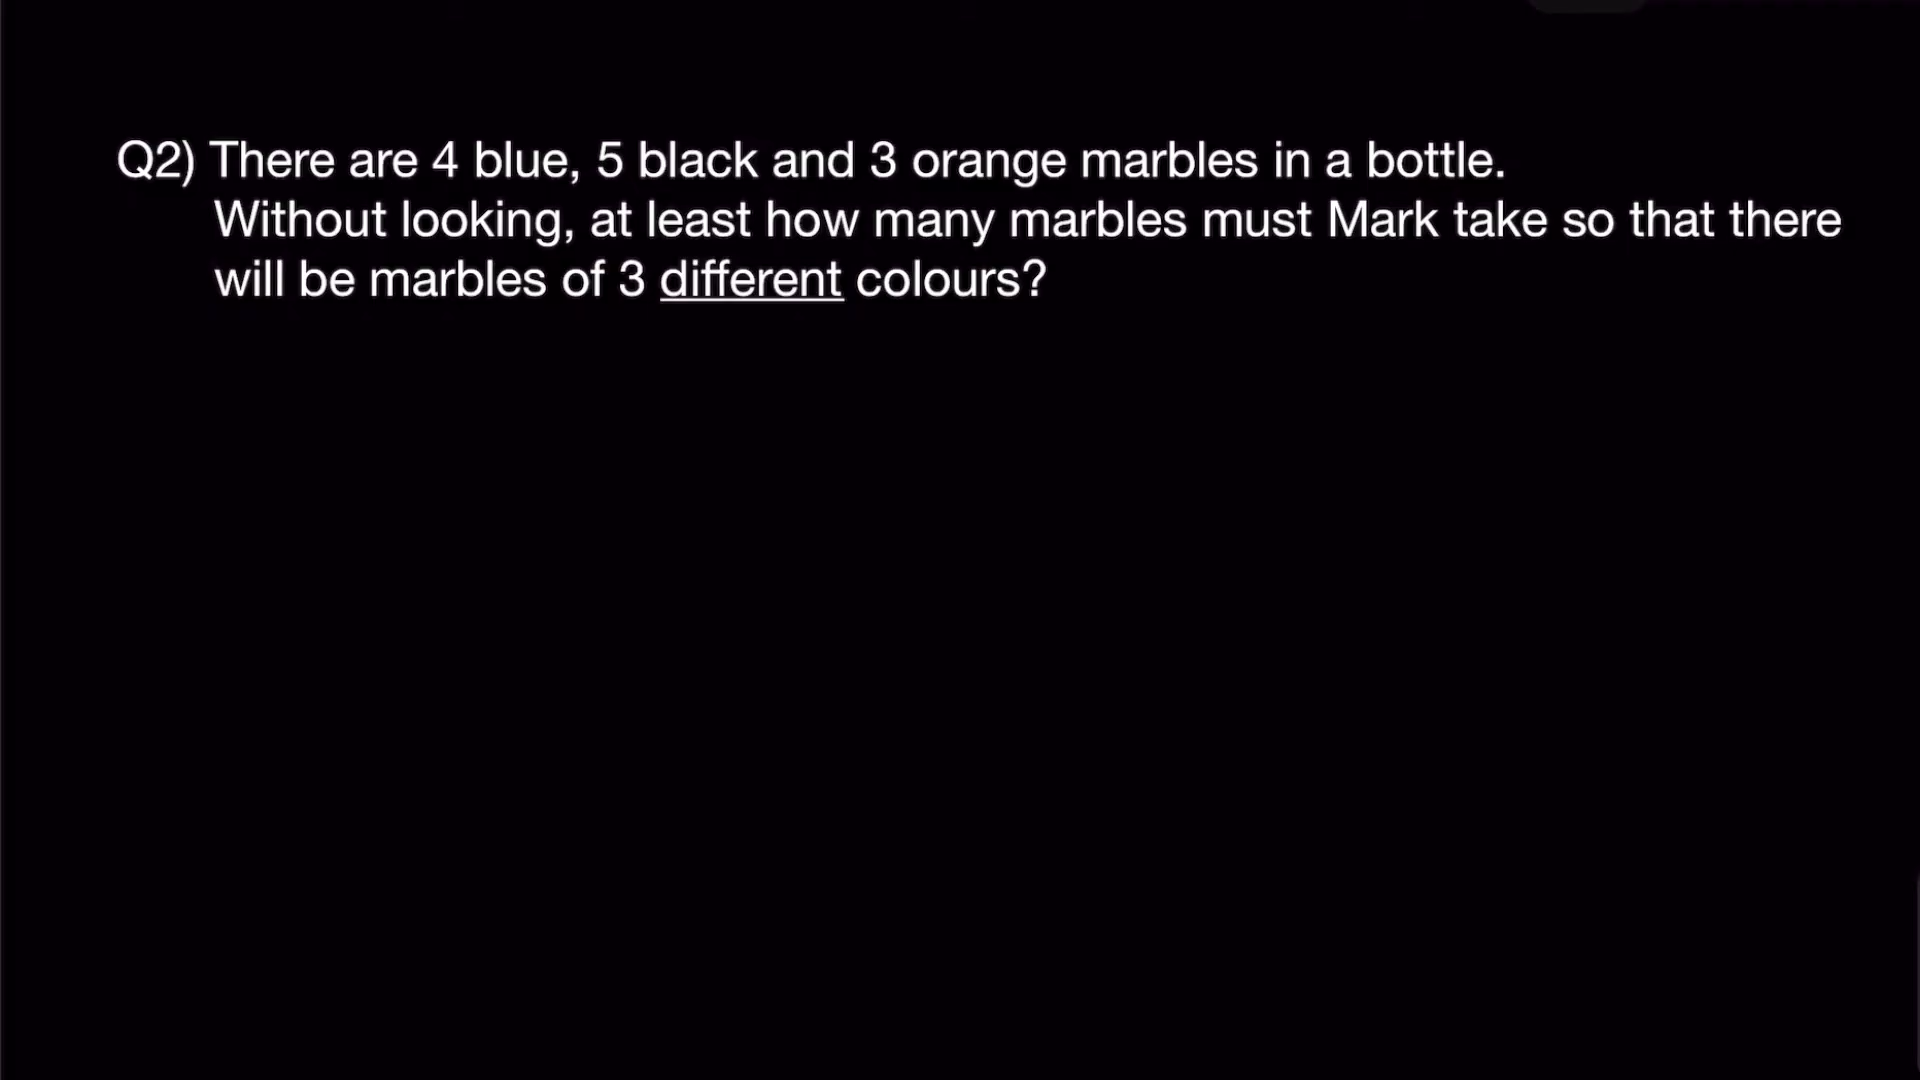 Q2) There are 4 blue, 5 black and 3 orange marbles in a bottle.
Without looking, at least how many marbles must Mark take so that there
will be marbles of 3 different colours?